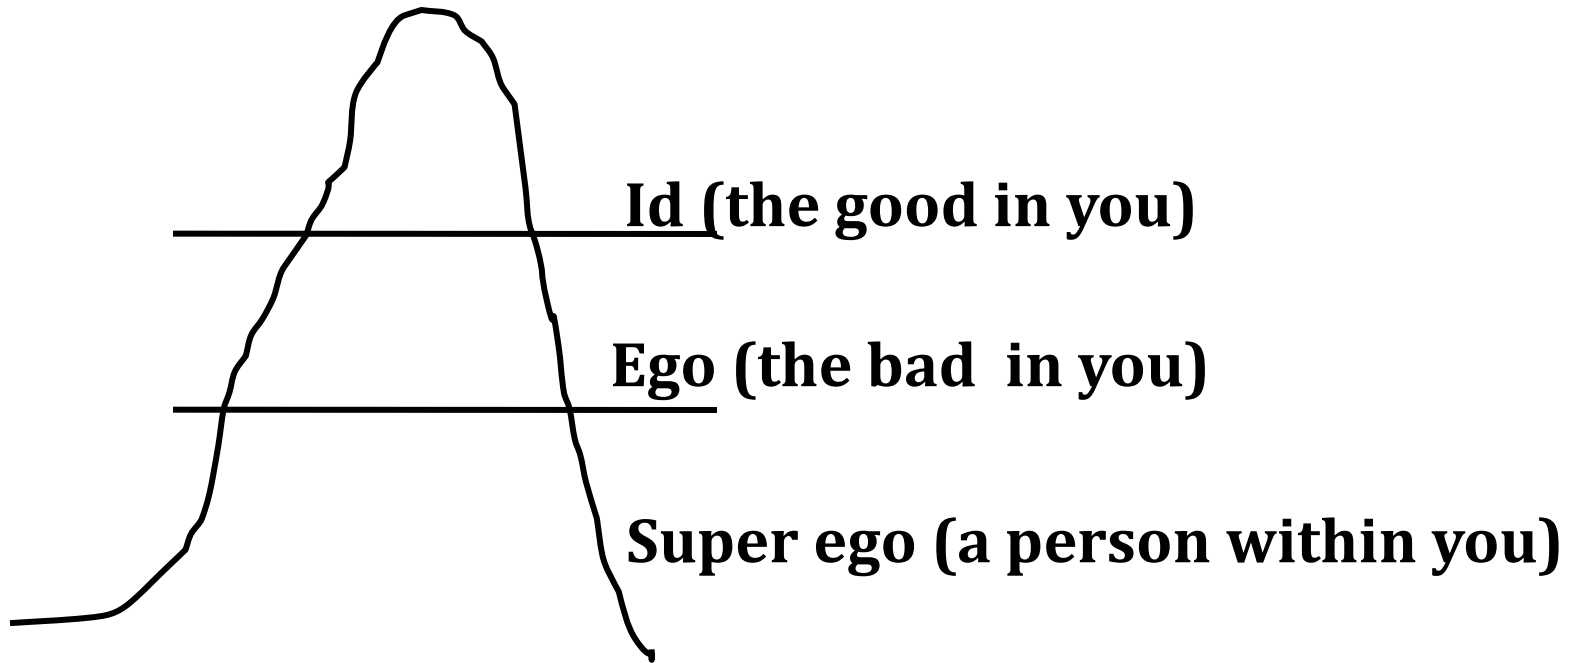 Id (the good in you)
Ego (the bad  in you)
Super ego (a person within you)